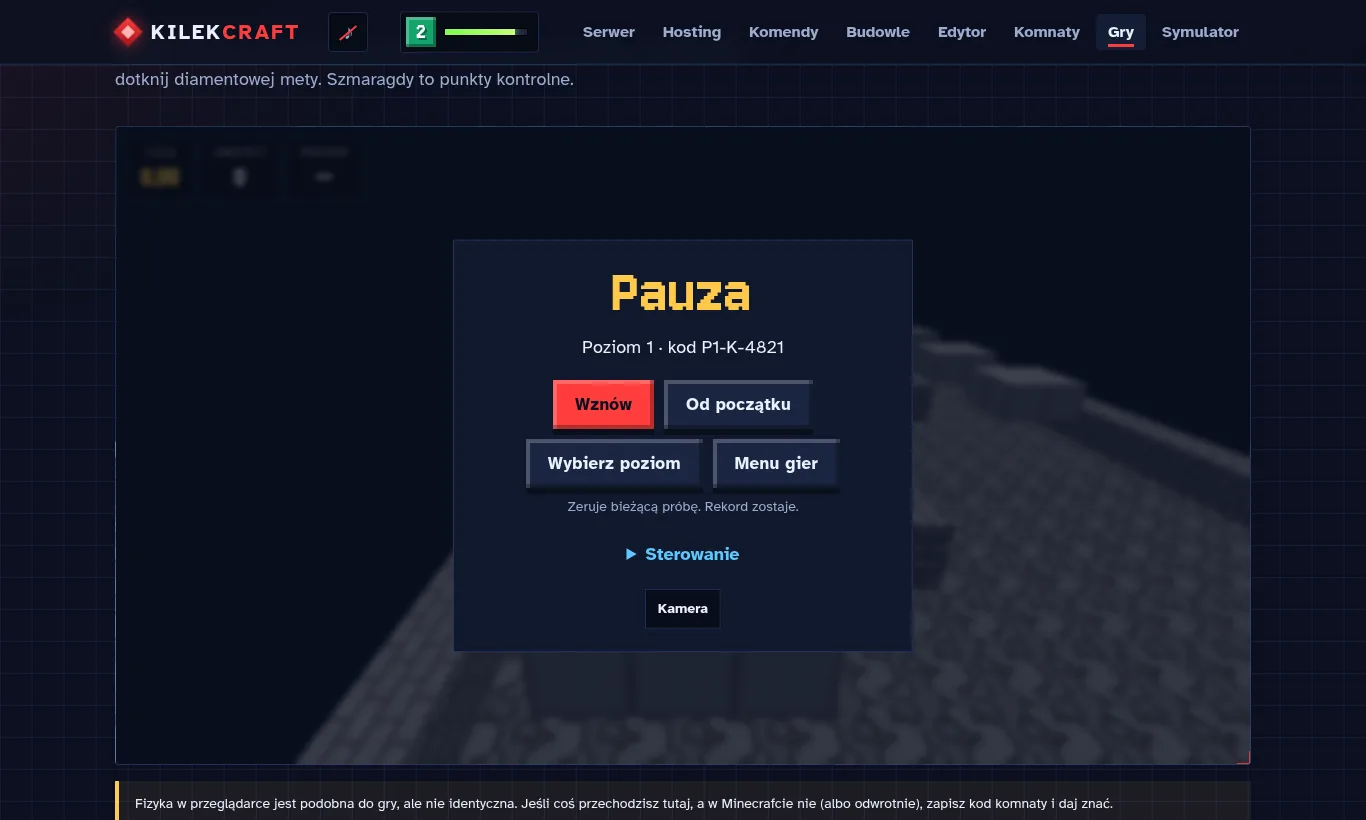 KILEKCRAFT
2
Serwer Hosting Komendy Budowle Edytor Komnaty Gry Symulator
dotknij diamentowej mety. Szmaragdy to punkty kontrolne.
Pauza
Poziom 1 · kod P1-K-4821
Wznów
Od początku
Wybierz poziom
Menu gier
Zeruje bieżącą próbę. Rekord zostaje.
Sterowanie
Kamera
Fizyka w przeglądarce jest podobna do gry, ale nie identyczna. Jeśli coś przechodzisz tutaj, a w Minecrafcie nie (albo odwrotnie), zapisz kod komnaty i daj znać.